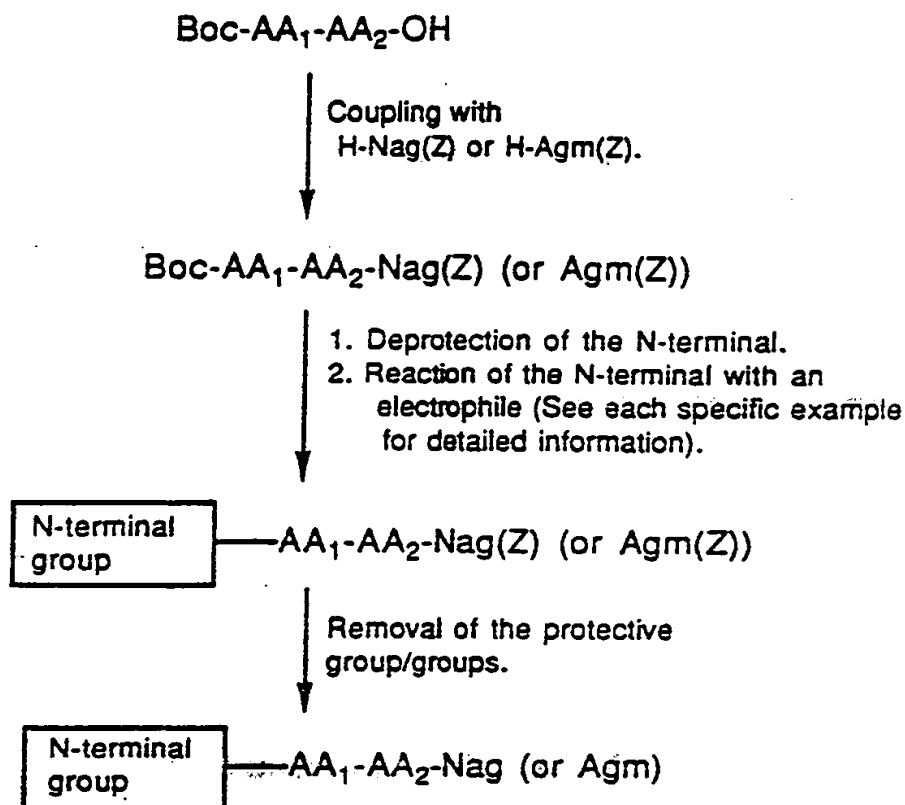 Boc-AA₁-AA₂-OH
Coupling with
H-Nag(Z) or H-Agm(Z).
Boc-AA₁-AA₂-Nag(Z) (or Agm(Z))
1. Deprotection of the N-terminal.
2. Reaction of the N-terminal with an
electrophile (See each specific example
for detailed information).
N-terminal
group
AA₁-AA₂-Nag(Z) (or Agm(Z))
Removal of the protective
group/groups.
N-terminal
group
AA₁-AA₂-Nag (or Agm)